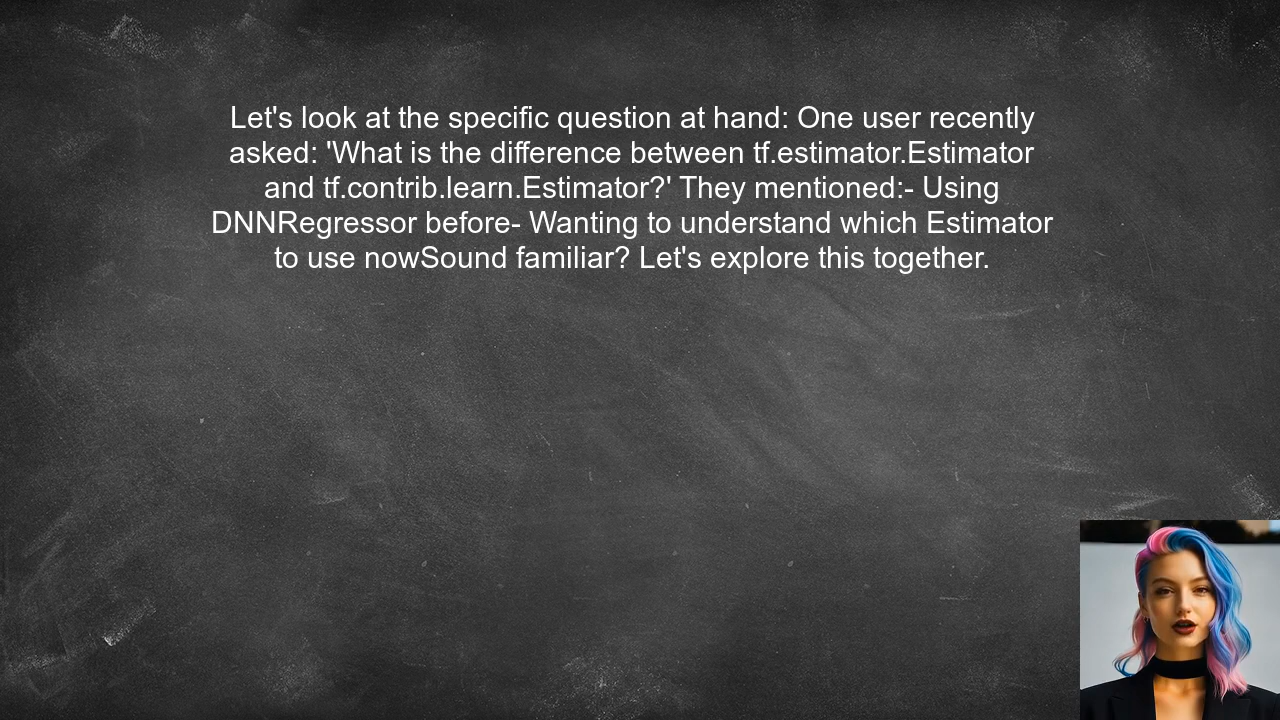 Let's look at the specific question at hand: One user recently
asked: 'What is the difference between tf.estimator.Estimator
and tf.contrib.learn.Estimator?' They mentioned:- Using
DNNRegressor before- Wanting to understand which Estimator
to use nowSound familiar? Let's explore this together.